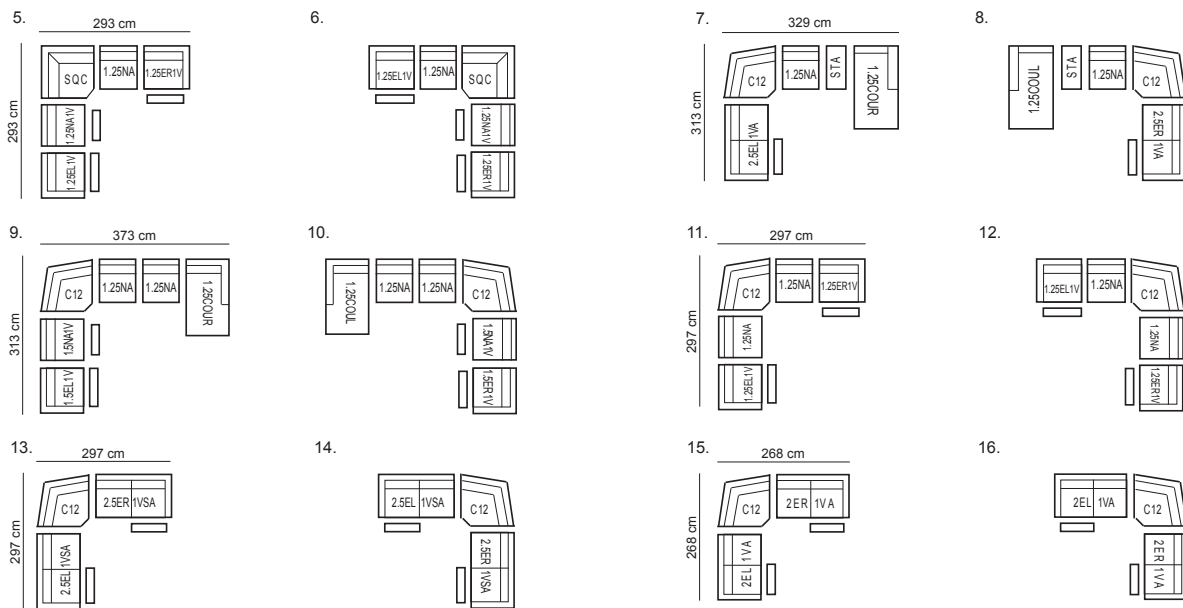 5.
293 cm
293 cm
SQC
1.25NA
1.25ER1V
1.25NA1V
1.25EL1V
6.
1.25EL1V
1.25NA
SQC
1.25NA1V
1.25ER1V
7.
329 cm
313 cm
C12
1.25NA
STA
1.25COUR
2.5EL 1VA
8.
1.25COUL
STA
1.25NA
C12
2.5ER 1VA
9.
373 cm
313 cm
C12
1.25NA
1.25NA
1.25COUR
1.5NA1V
1.5EL1V
10.
1.25COUL
1.25NA
1.25NA
C12
1.5NA1V
1.5ER1V
11.
297 cm
297 cm
C12
1.25NA
1.25ER1V
1.25NA
1.25EL1V
12.
1.25EL1V
1.25NA
C12
1.25NA
1.25ER1V
13.
297 cm
297 cm
C12
2.5ER 1VSA
2.5EL 1VSA
14.
2.5EL 1VSA
C12
2.5ER 1VSA
15.
268 cm
268 cm
C12
2ER 1VA
2EL 1VA
16.
2EL 1VA
C12
2ER 1VA